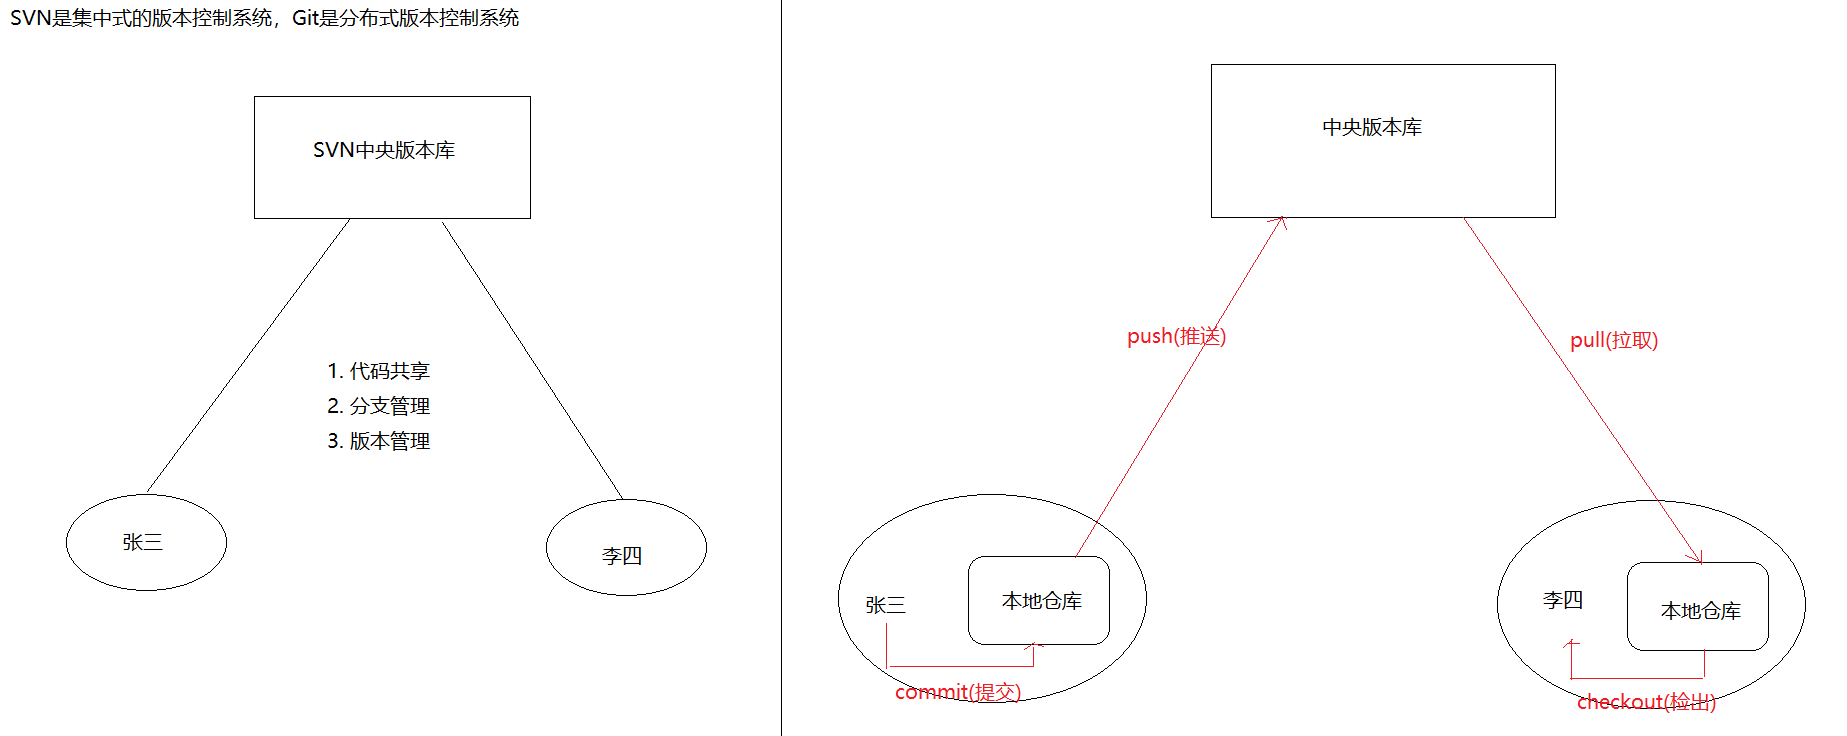 SVN是集中式的版本控制系统，Git是分布式版本控制系统
SVN中央版本库
1. 代码共享
2. 分支管理
3. 版本管理
张三
李四
中央版本库
push(推送)
pull(拉取)
张三
本地仓库
commit(提交)
李四
本地仓库
checkout(检出)